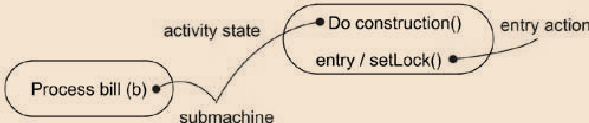 activity state
Do construction()
entry action
entry / setLock()
Process bill (b)
submachine